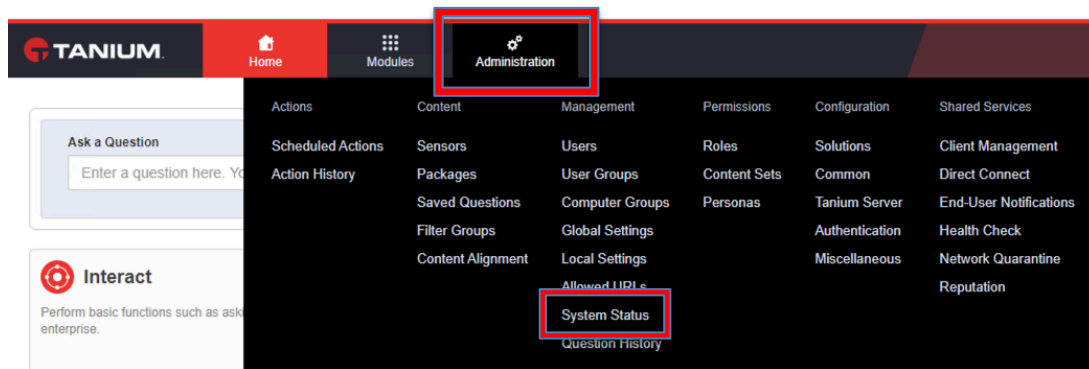 TANIUM.
Home
Modules
Administration
Ask a Question
Enter a question here. Yo
Interact
Perform basic functions such as aski
enterprise.
Actions
Scheduled Actions
Action History
Content
Sensors
Packages
Saved Questions
Filter Groups
Content Alignment
Management
Users
User Groups
Computer Groups
Global Settings
Local Settings
Allowed URLs
System Status
Question History
Permissions
Roles
Content Sets
Personas
Configuration
Solutions
Common
Tanium Server
Authentication
Miscellaneous
Shared Services
Client Management
Direct Connect
End-User Notifications
Health Check
Network Quarantine
Reputation